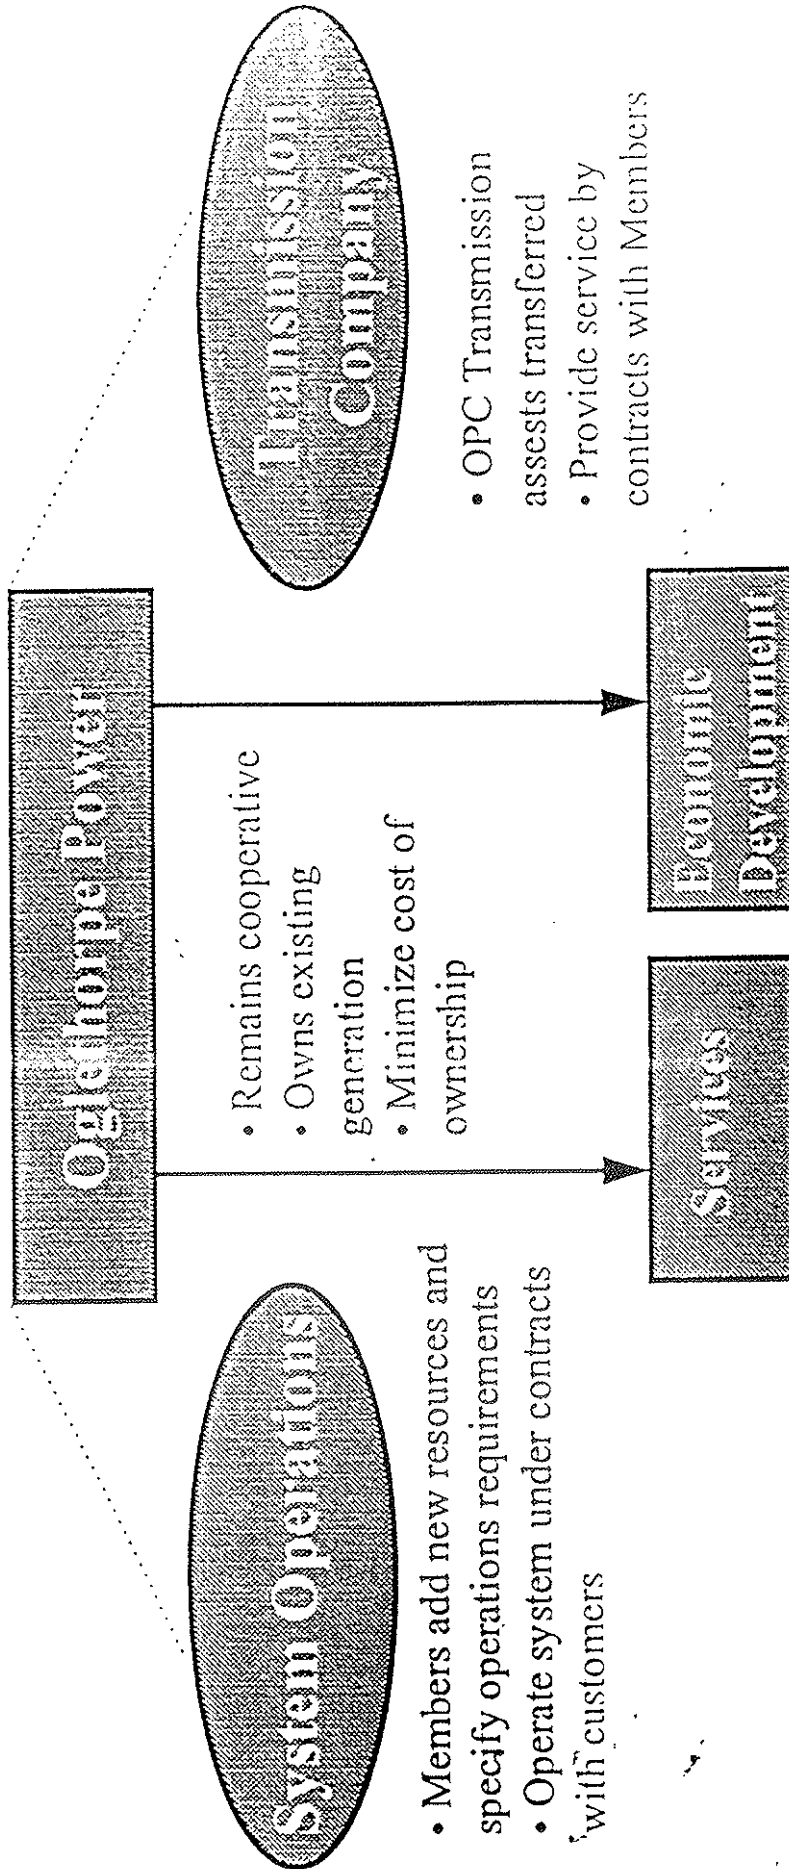 Oglethorpe Power
System Operations
• Members add new resources and
specify operations requirements
• Operate system under contracts
with customers
• Remains cooperative
• Owns existing
generation
• Minimize cost of
ownership
Transmission
Company
• OPC Transmission
assests transferred
• Provide service by
contracts with Members
Services
Economic
Development